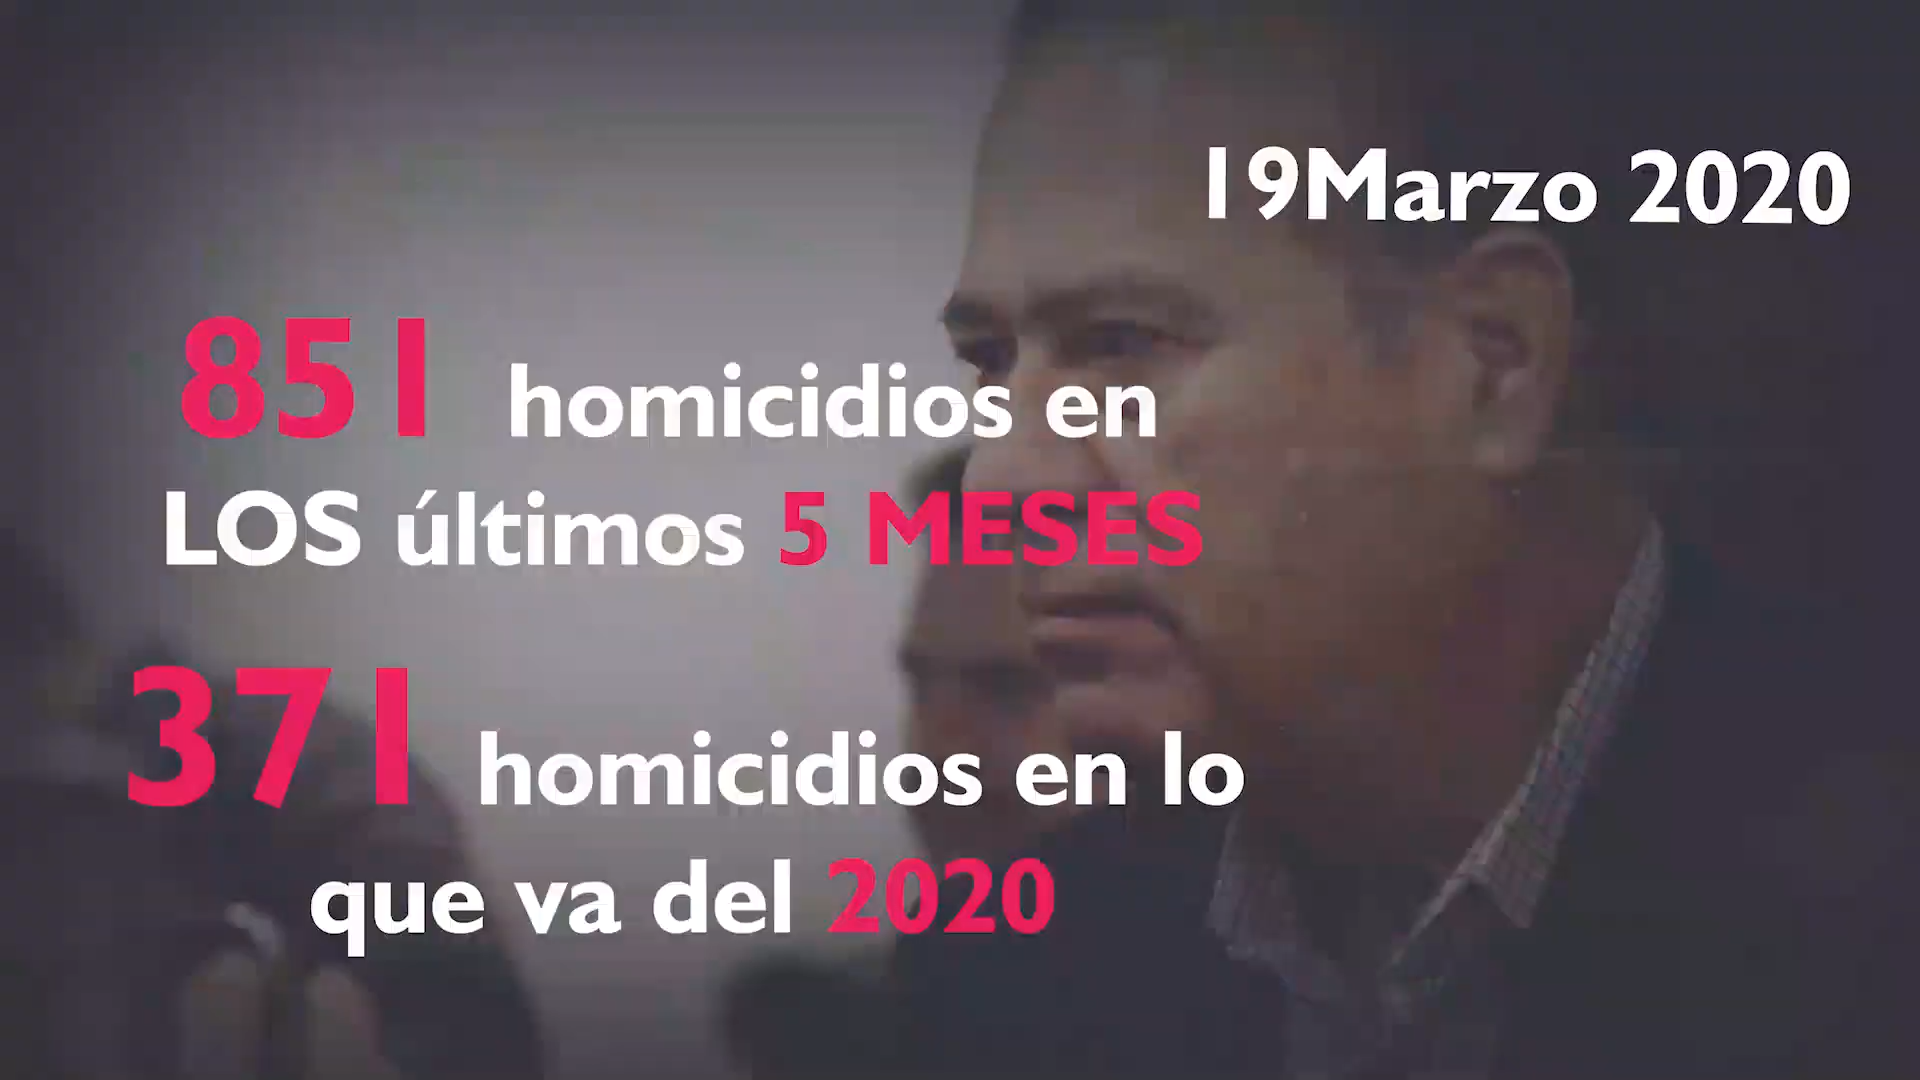 19Marzo 2020
851 homicidios en
LOS últimos 5 MESES
371 homicidios en lo
que va del 2020